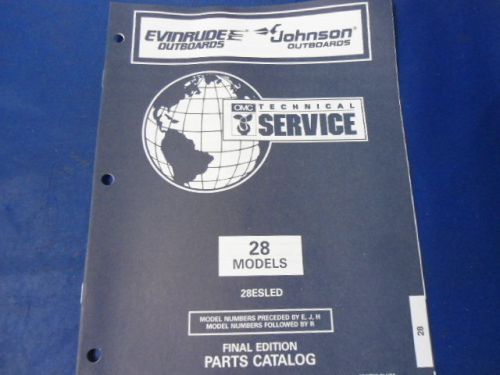 EVINRUDE Johnson
OUTBOARDS OUTBOARDS
OMC TECHNICAL
SERVICE
28
MODELS
28ESLED
MODEL NUMBERS PRECEDED BY E, J, H
MODEL NUMBERS FOLLOWED BY R
28
FINAL EDITION
PARTS CATALOG